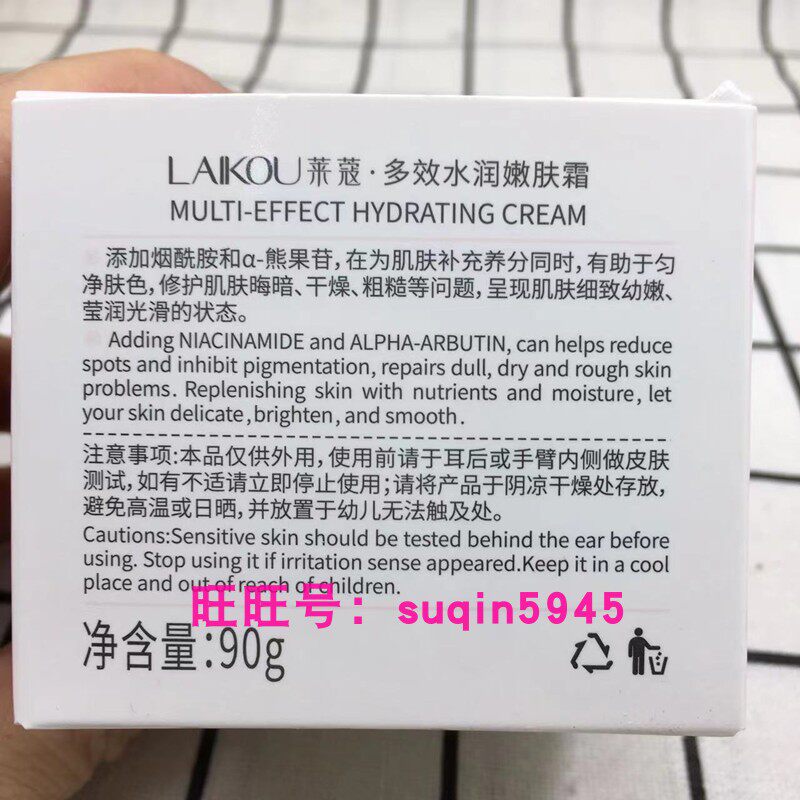 LAIKOU莱蔻·多效水润嫩肤霜
MULTI-EFFECT HYDRATING CREAM
添加烟酰胺和α-熊果苷,在为肌肤补充养分同时,有助于匀
净肤色,修护肌肤晦暗、干燥、粗糙等问题,呈现肌肤细致幼嫩、
莹润光滑的状态。
Adding NIACINAMIDE and ALPHA-ARBUTIN, can helps reduce
spots and inhibit pigmentation, repairs dull, dry and rough skin
problems. Replenishing skin with nutrients and moisture, let
your skin delicate,brighten, and smooth.
注意事项:本品仅供外用,使用前请于耳后或手臂内侧做皮肤
测试,如有不适请立即停止使用;请将产品于阴凉干燥处存放,
避免高温或日晒,并放置于幼儿无法触及处。
Cautions:Sensitive skin should be tested behind the ear before
using. Stop using it if irritation sense appeared.Keep it in a cool
place and out of reach of children.
旺旺号：suqin5945
净含量:90g